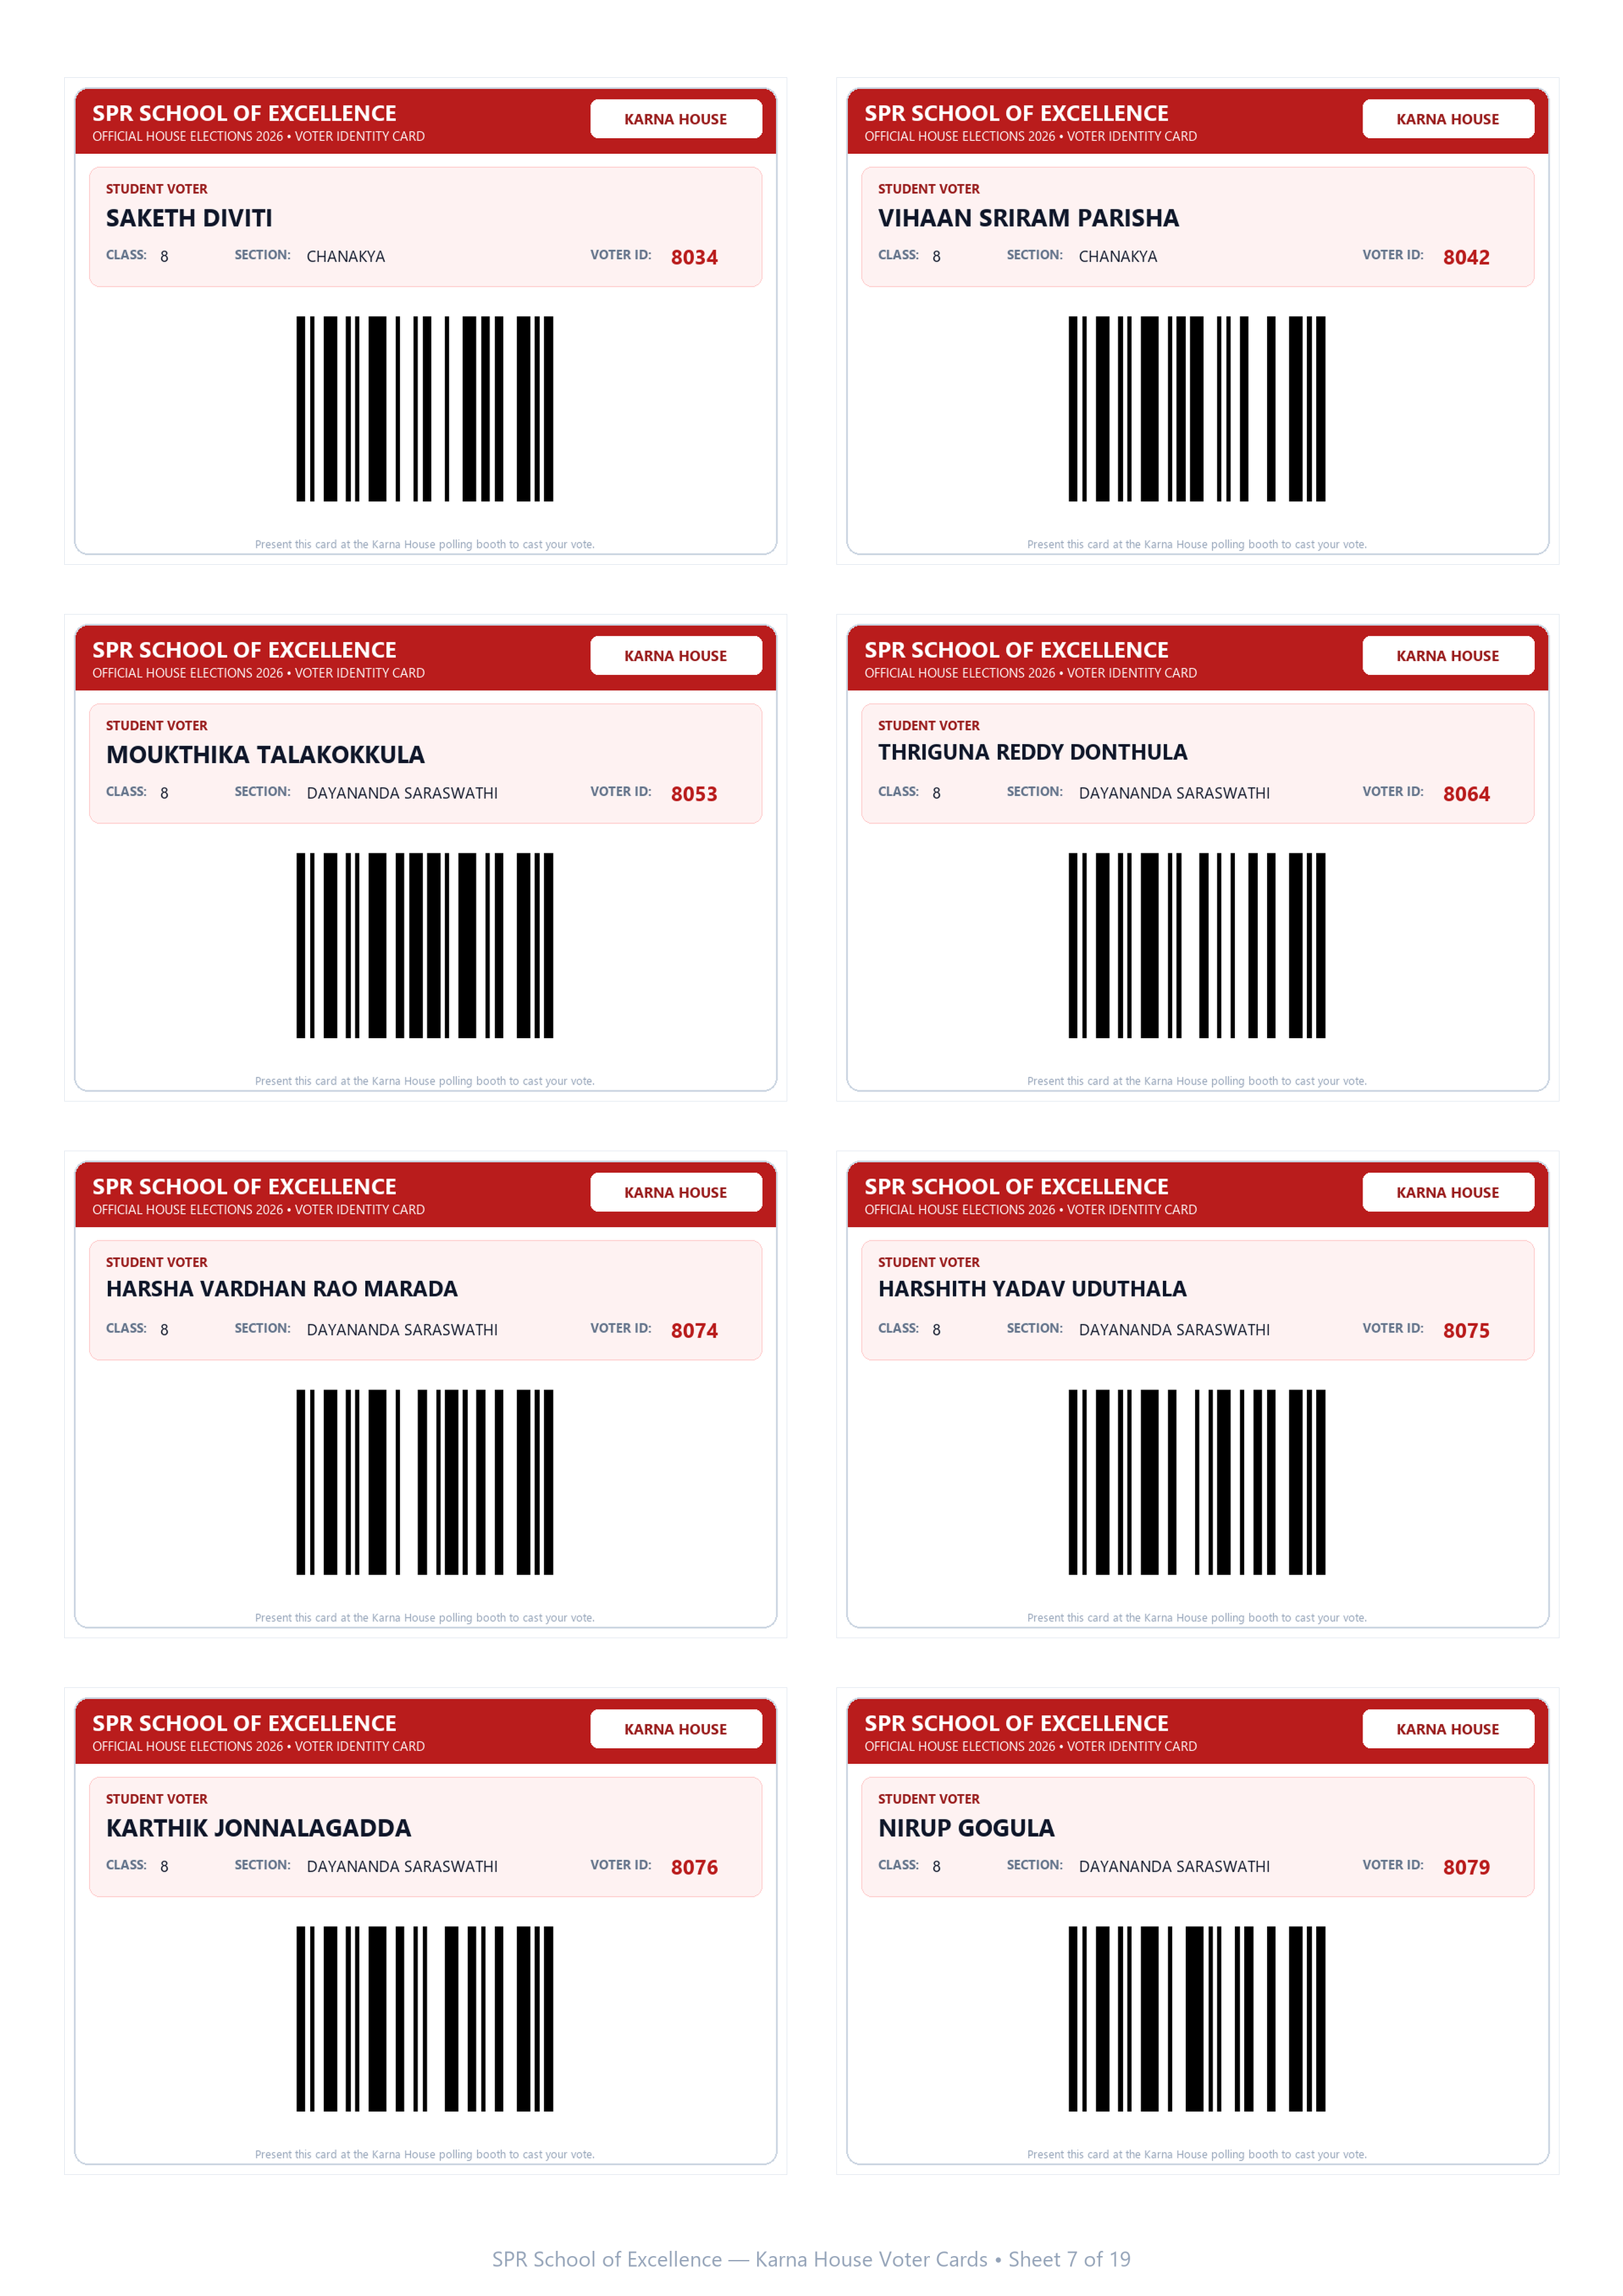 SPR SCHOOL OF EXCELLENCE
OFFICIAL HOUSE ELECTIONS 2026 • VOTER IDENTITY CARD
KARNA HOUSE
STUDENT VOTER
SAKETH DIVITI
CLASS: 8 SECTION: CHANAKYA VOTER ID: 8034
Present this card at the Karna House polling booth to cast your vote.
SPR SCHOOL OF EXCELLENCE
OFFICIAL HOUSE ELECTIONS 2026 • VOTER IDENTITY CARD
KARNA HOUSE
STUDENT VOTER
VIHAAN SRIRAM PARISHA
CLASS: 8 SECTION: CHANAKYA VOTER ID: 8042
Present this card at the Karna House polling booth to cast your vote.
SPR SCHOOL OF EXCELLENCE
OFFICIAL HOUSE ELECTIONS 2026 • VOTER IDENTITY CARD
KARNA HOUSE
STUDENT VOTER
MOUKTHIKA TALAKOKKULA
CLASS: 8 SECTION: DAYANANDA SARASWATHI VOTER ID: 8053
Present this card at the Karna House polling booth to cast your vote.
SPR SCHOOL OF EXCELLENCE
OFFICIAL HOUSE ELECTIONS 2026 • VOTER IDENTITY CARD
KARNA HOUSE
STUDENT VOTER
THRIGUNA REDDY DONTHULA
CLASS: 8 SECTION: DAYANANDA SARASWATHI VOTER ID: 8064
Present this card at the Karna House polling booth to cast your vote.
SPR SCHOOL OF EXCELLENCE
OFFICIAL HOUSE ELECTIONS 2026 • VOTER IDENTITY CARD
KARNA HOUSE
STUDENT VOTER
HARSHA VARDHAN RAO MARADA
CLASS: 8 SECTION: DAYANANDA SARASWATHI VOTER ID: 8074
Present this card at the Karna House polling booth to cast your vote.
SPR SCHOOL OF EXCELLENCE
OFFICIAL HOUSE ELECTIONS 2026 • VOTER IDENTITY CARD
KARNA HOUSE
STUDENT VOTER
HARSHITH YADAV UDUTHALA
CLASS: 8 SECTION: DAYANANDA SARASWATHI VOTER ID: 8075
Present this card at the Karna House polling booth to cast your vote.
SPR SCHOOL OF EXCELLENCE
OFFICIAL HOUSE ELECTIONS 2026 • VOTER IDENTITY CARD
KARNA HOUSE
STUDENT VOTER
KARTHIK JONNALAGADDA
CLASS: 8 SECTION: DAYANANDA SARASWATHI VOTER ID: 8076
Present this card at the Karna House polling booth to cast your vote.
SPR SCHOOL OF EXCELLENCE
OFFICIAL HOUSE ELECTIONS 2026 • VOTER IDENTITY CARD
KARNA HOUSE
STUDENT VOTER
NIRUP GOGULA
CLASS: 8 SECTION: DAYANANDA SARASWATHI VOTER ID: 8079
Present this card at the Karna House polling booth to cast your vote.
SPR School of Excellence — Karna House Voter Cards • Sheet 7 of 19